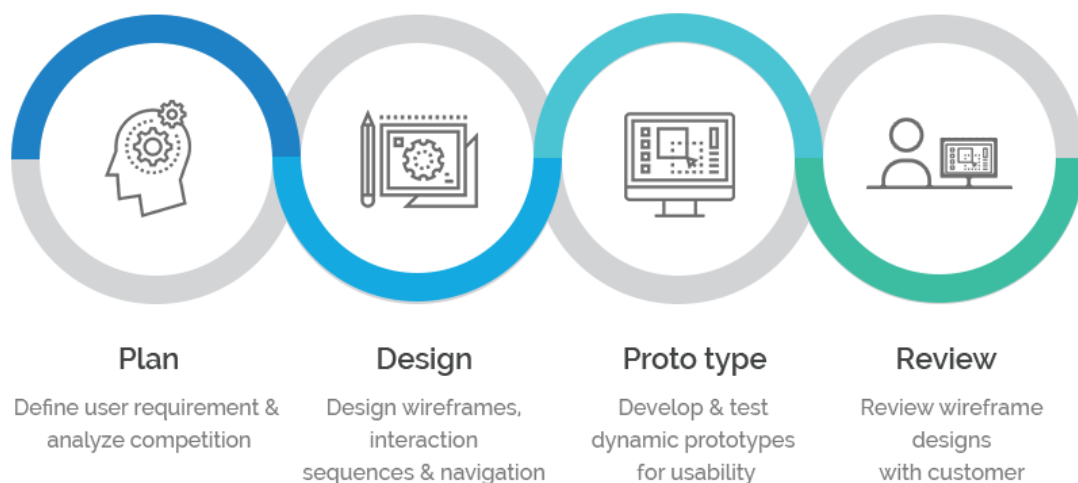 Plan
Define user requirement &
analyze competition
Design
Design wireframes,
interaction
sequences & navigation
Proto type
Develop & test
dynamic prototypes
for usability
Review
Review wireframe
designs
with customer